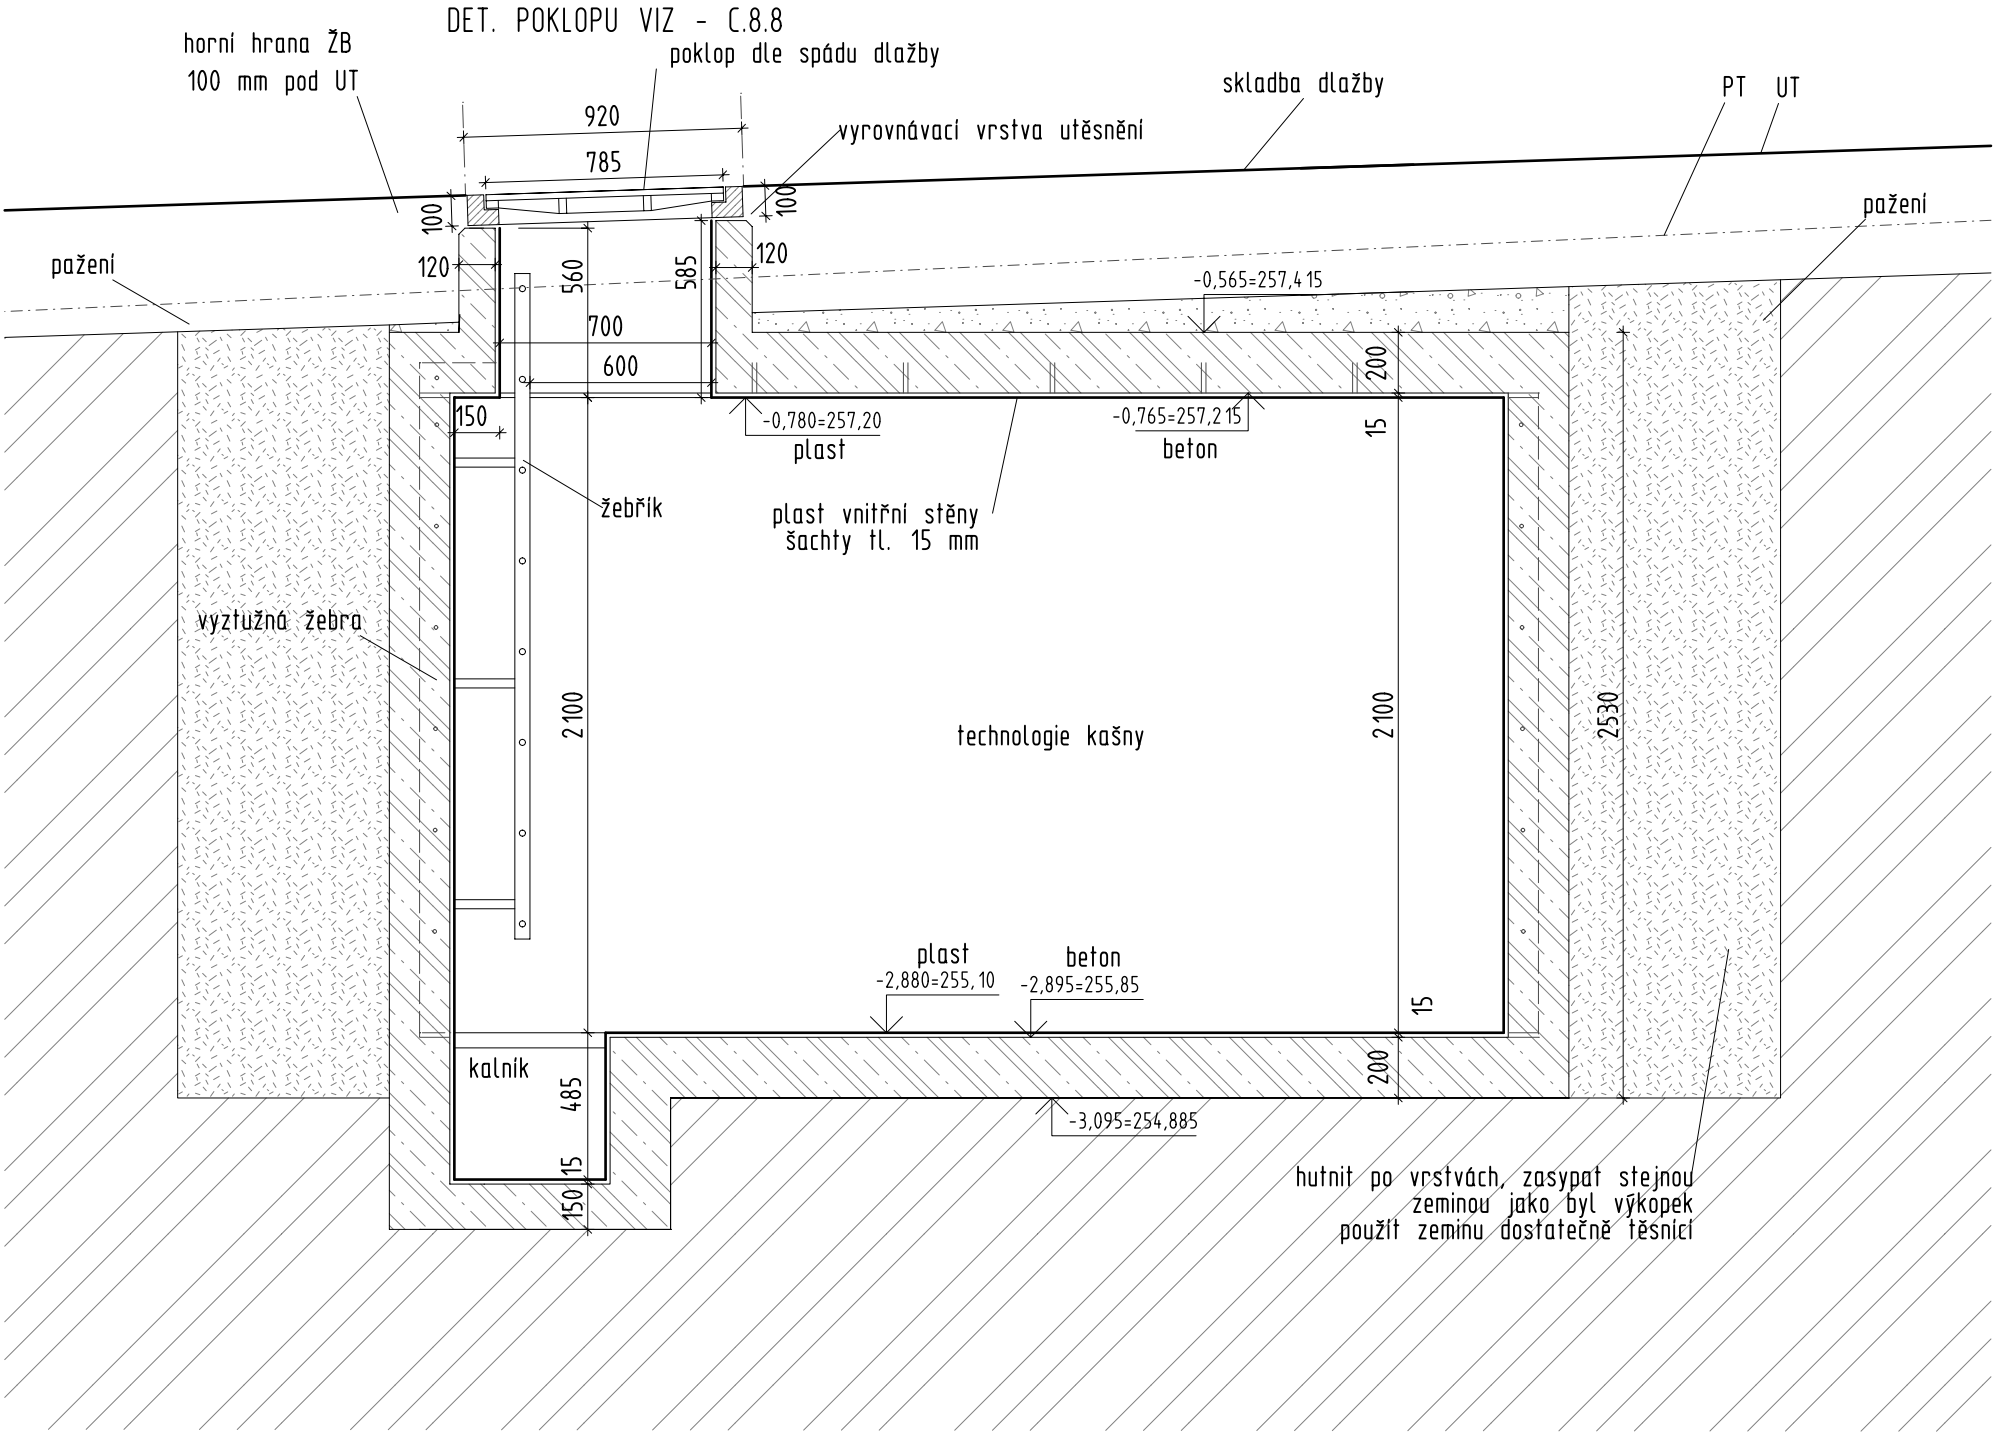 DET. POKLOPU VIZ - C.8.8
horní hrana ŽB
100 mm pod UT
poklop dle spádu dlažby
skladba dlažby
PT UT
920
vyrovnávací vrstva utěsnění
785
100
100
pažení
pažení
120
120
560
585
-0,565=257,415
700
600
200
150
-0,780=257,20
plast
-0,765=257,215
beton
15
žebřík
plast vnitřní stěny
šachty tl. 15 mm
vyztužná žebra
2100
technologie kašny
2100
2530
plast
-2,880=255,10
beton
-2,895=255,85
15
kalník
485
200
-3,095=254,885
15
150
hutnit po vrstvách, zasypat stejnou
zeminou jako byl výkopek
použít zeminu dostatečně těsnící